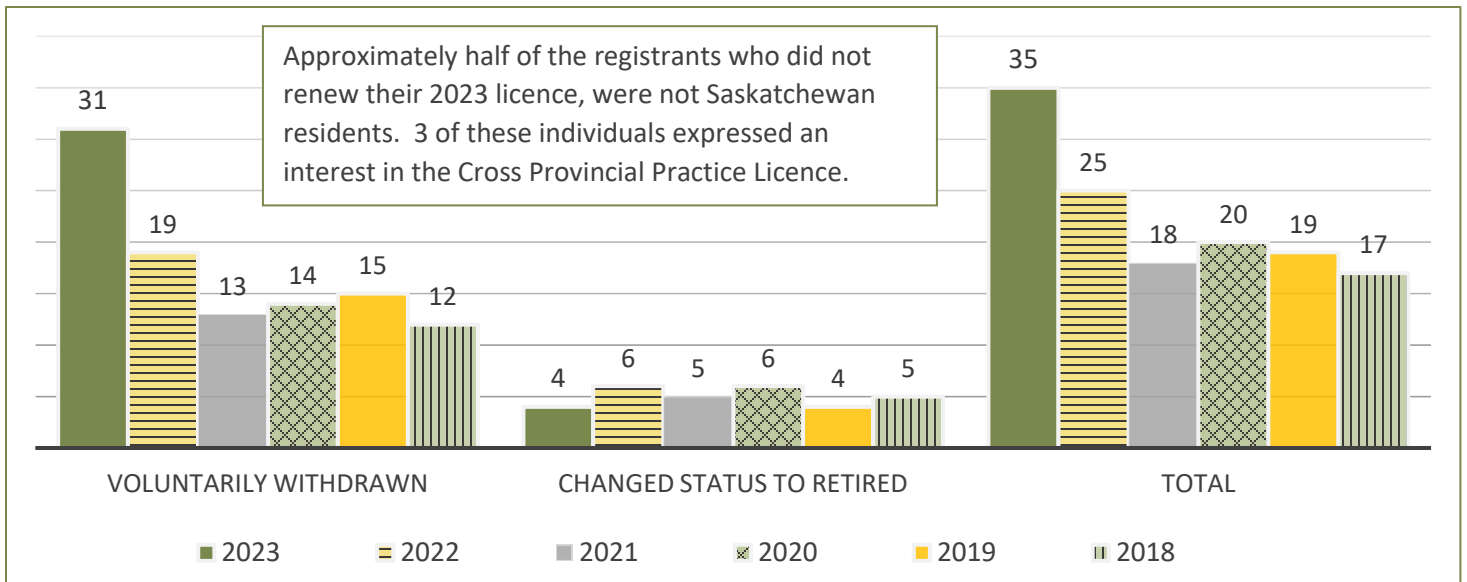 Approximately half of the registrants who did not
renew their 2023 licence, were not Saskatchewan
residents.  3 of these individuals expressed an
interest in the Cross Provincial Practice Licence.
31
19
13
14
15
12
4
6
5
6
4
5
35
25
18
20
19
17
VOLUNTARILY WITHDRAWN
CHANGED STATUS TO RETIRED
TOTAL
2023 2022 2021 2020 2019 2018